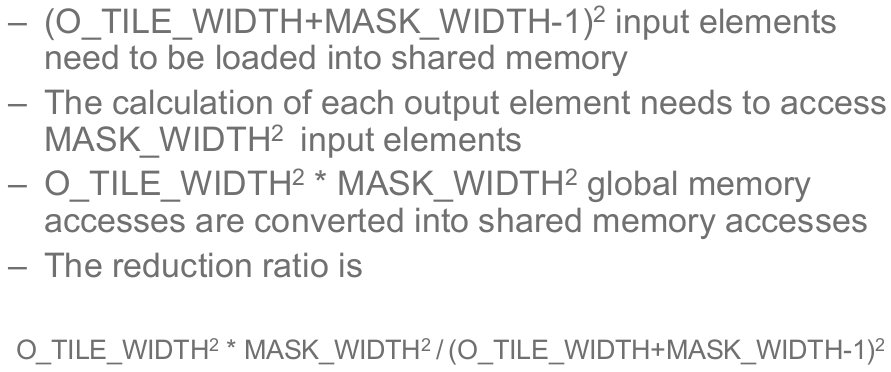 – (O_TILE_WIDTH+MASK_WIDTH-1)² input elements
need to be loaded into shared memory
– The calculation of each output element needs to access
MASK_WIDTH² input elements
– O_TILE_WIDTH² * MASK_WIDTH² global memory
accesses are converted into shared memory accesses
– The reduction ratio is
O_TILE_WIDTH² * MASK_WIDTH² / (O_TILE_WIDTH+MASK_WIDTH-1)²